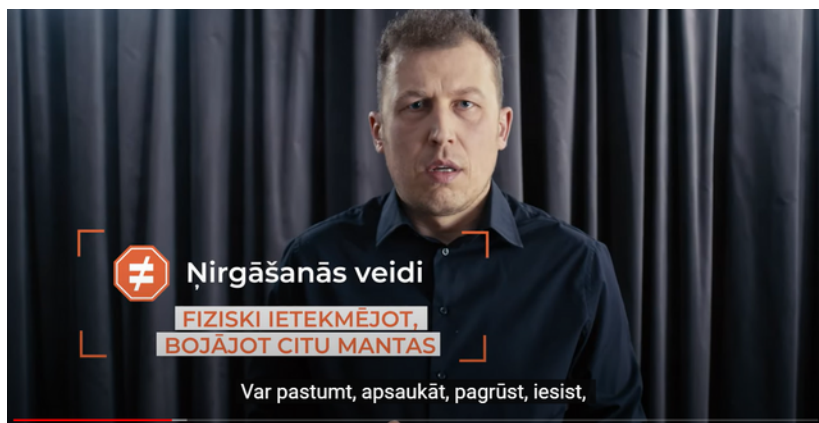 Ņirgāšanās veidi
FIZISKI IETEKMĒJOT,
BOJĀJOT CITU MANTAS
Var pastumt, apsaukāt, pagrūst, iesist,